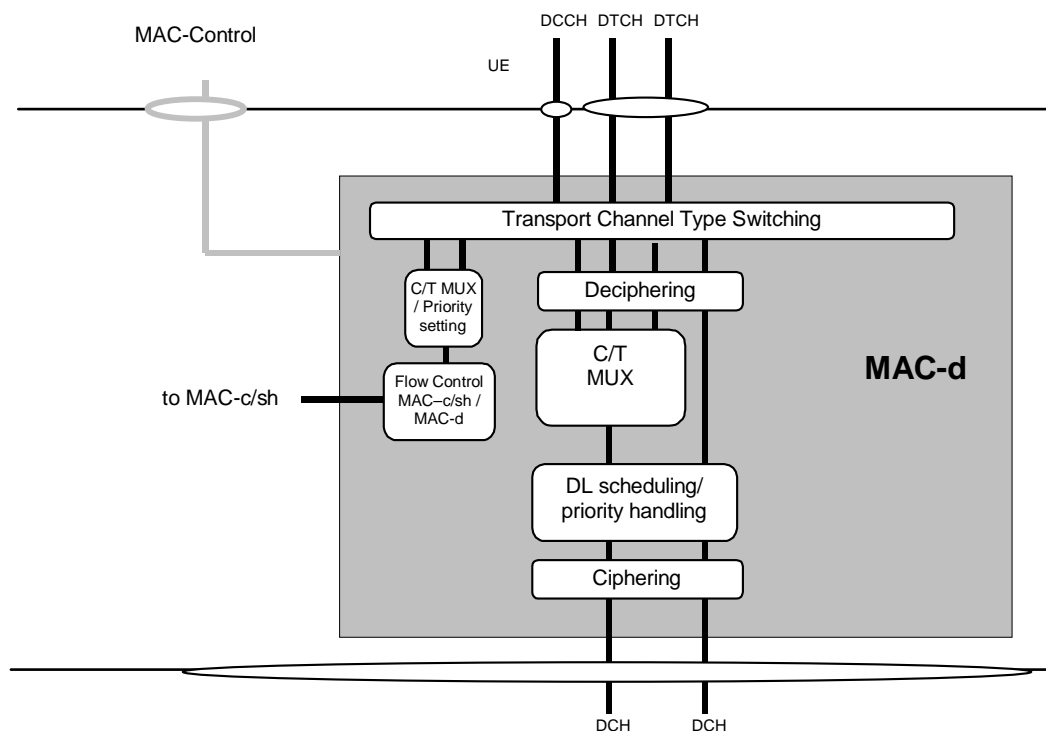 DCCH DTCH DTCH
MAC-Control
UE
Transport Channel Type Switching
C/T MUX
/ Priority
setting
Deciphering
C/T
MUX
MAC-d
Flow Control
MAC–c/sh /
MAC-d
to MAC-c/sh
DL scheduling/
priority handling
Ciphering
DCH DCH